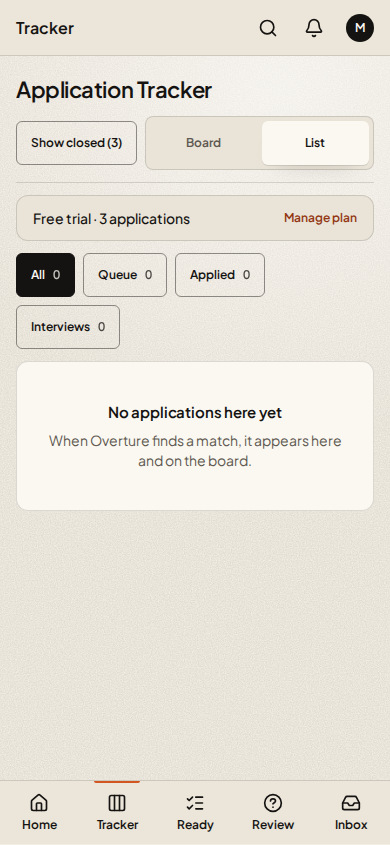 Tracker
M
Application Tracker
Show closed (3)
Board
List
Free trial · 3 applications
Manage plan
All 0
Queue 0
Applied 0
Interviews 0
No applications here yet
When Overture finds a match, it appears here
and on the board.
Home
Tracker
Ready
Review
Inbox